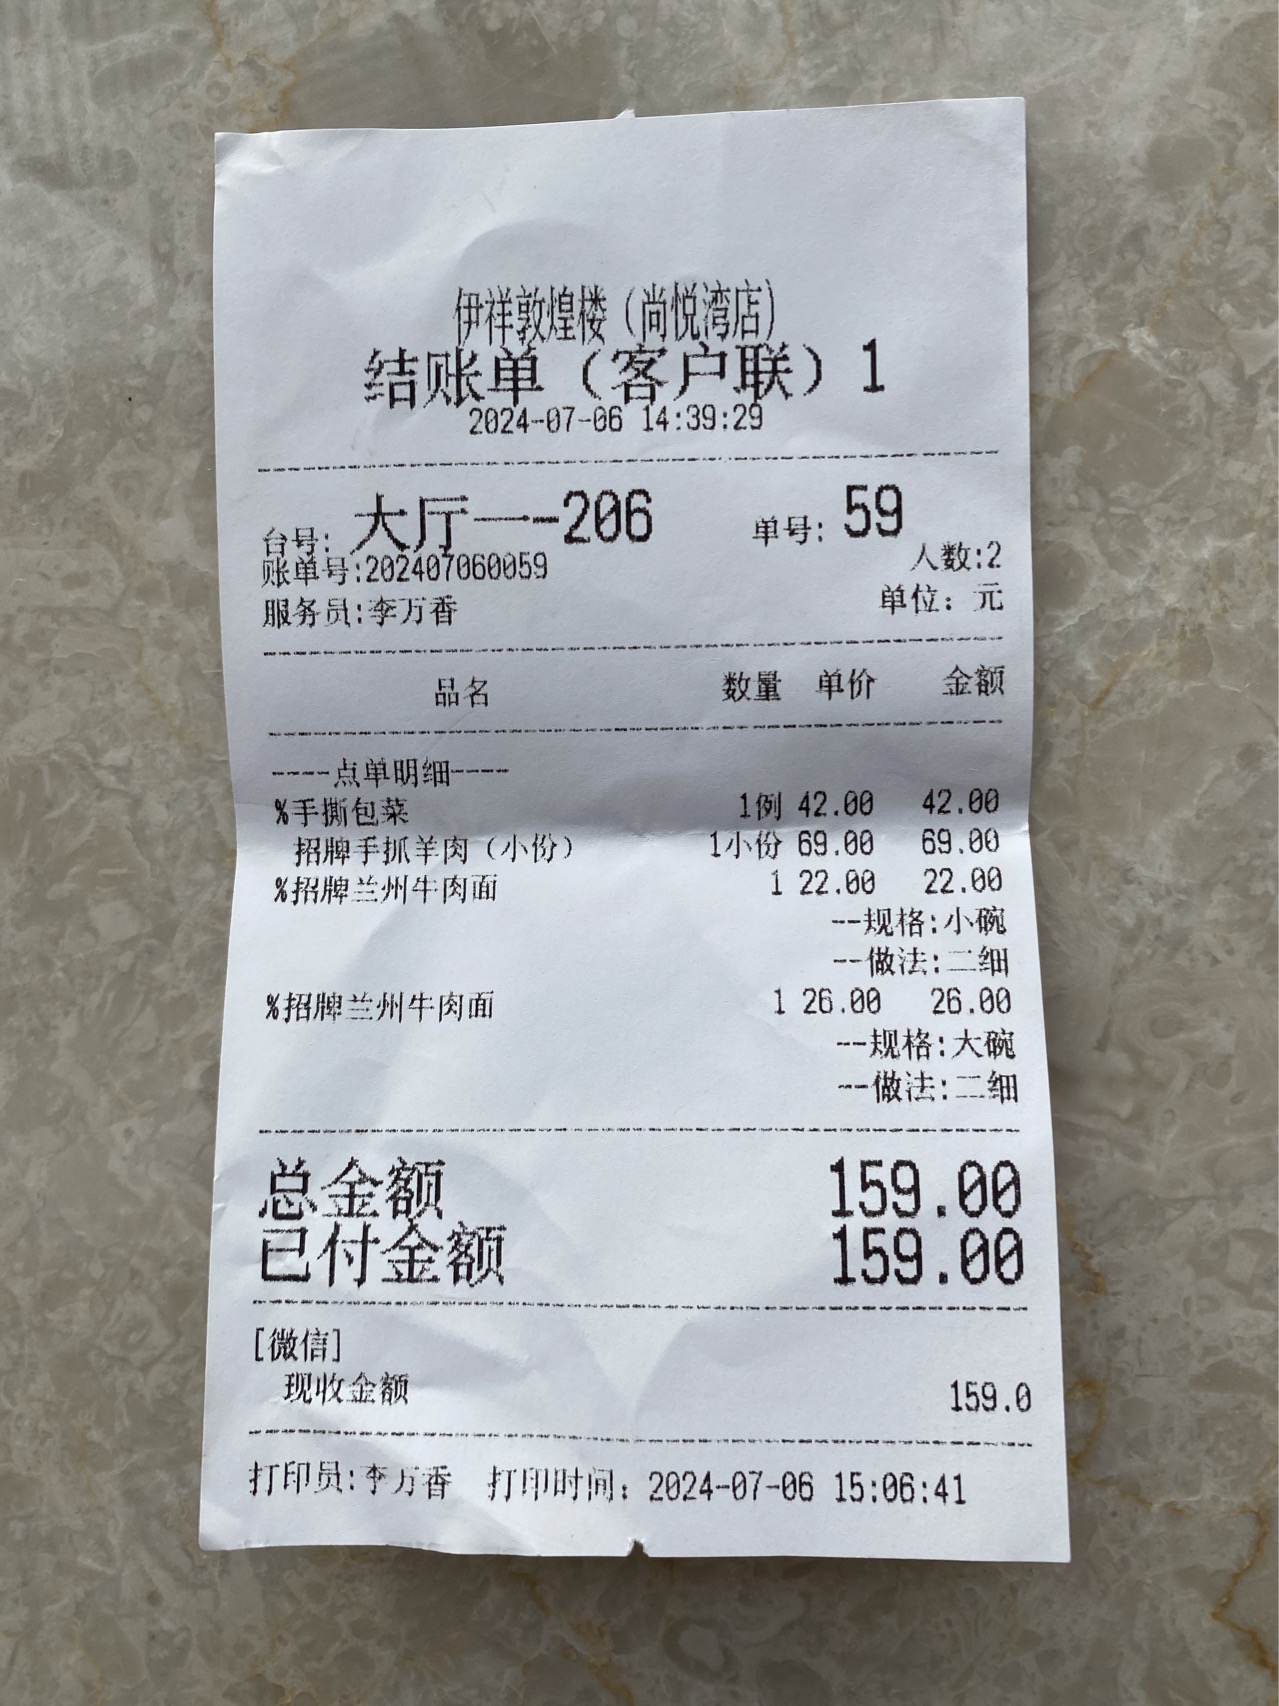 伊祥敦煌楼（尚悦湾店）
结账单（客户联）1
2024-07-06 14:39:29
台号: 大厅一--206 单号: 59
账单号:202407060059 人数:2
服务员:李万香 单位: 元
品名 数量 单价 金额
----点单明细----
%手撕包菜 1例 42.00 42.00
招牌手抓羊肉（小份） 1小份 69.00 69.00
%招牌兰州牛肉面 1 22.00 22.00
--规格:小碗
--做法:二细
%招牌兰州牛肉面 1 26.00 26.00
--规格:大碗
--做法:二细
总金额 159.00
已付金额 159.00
[微信]
现收金额 159.0
打印员:李万香 打印时间: 2024-07-06 15:06:41